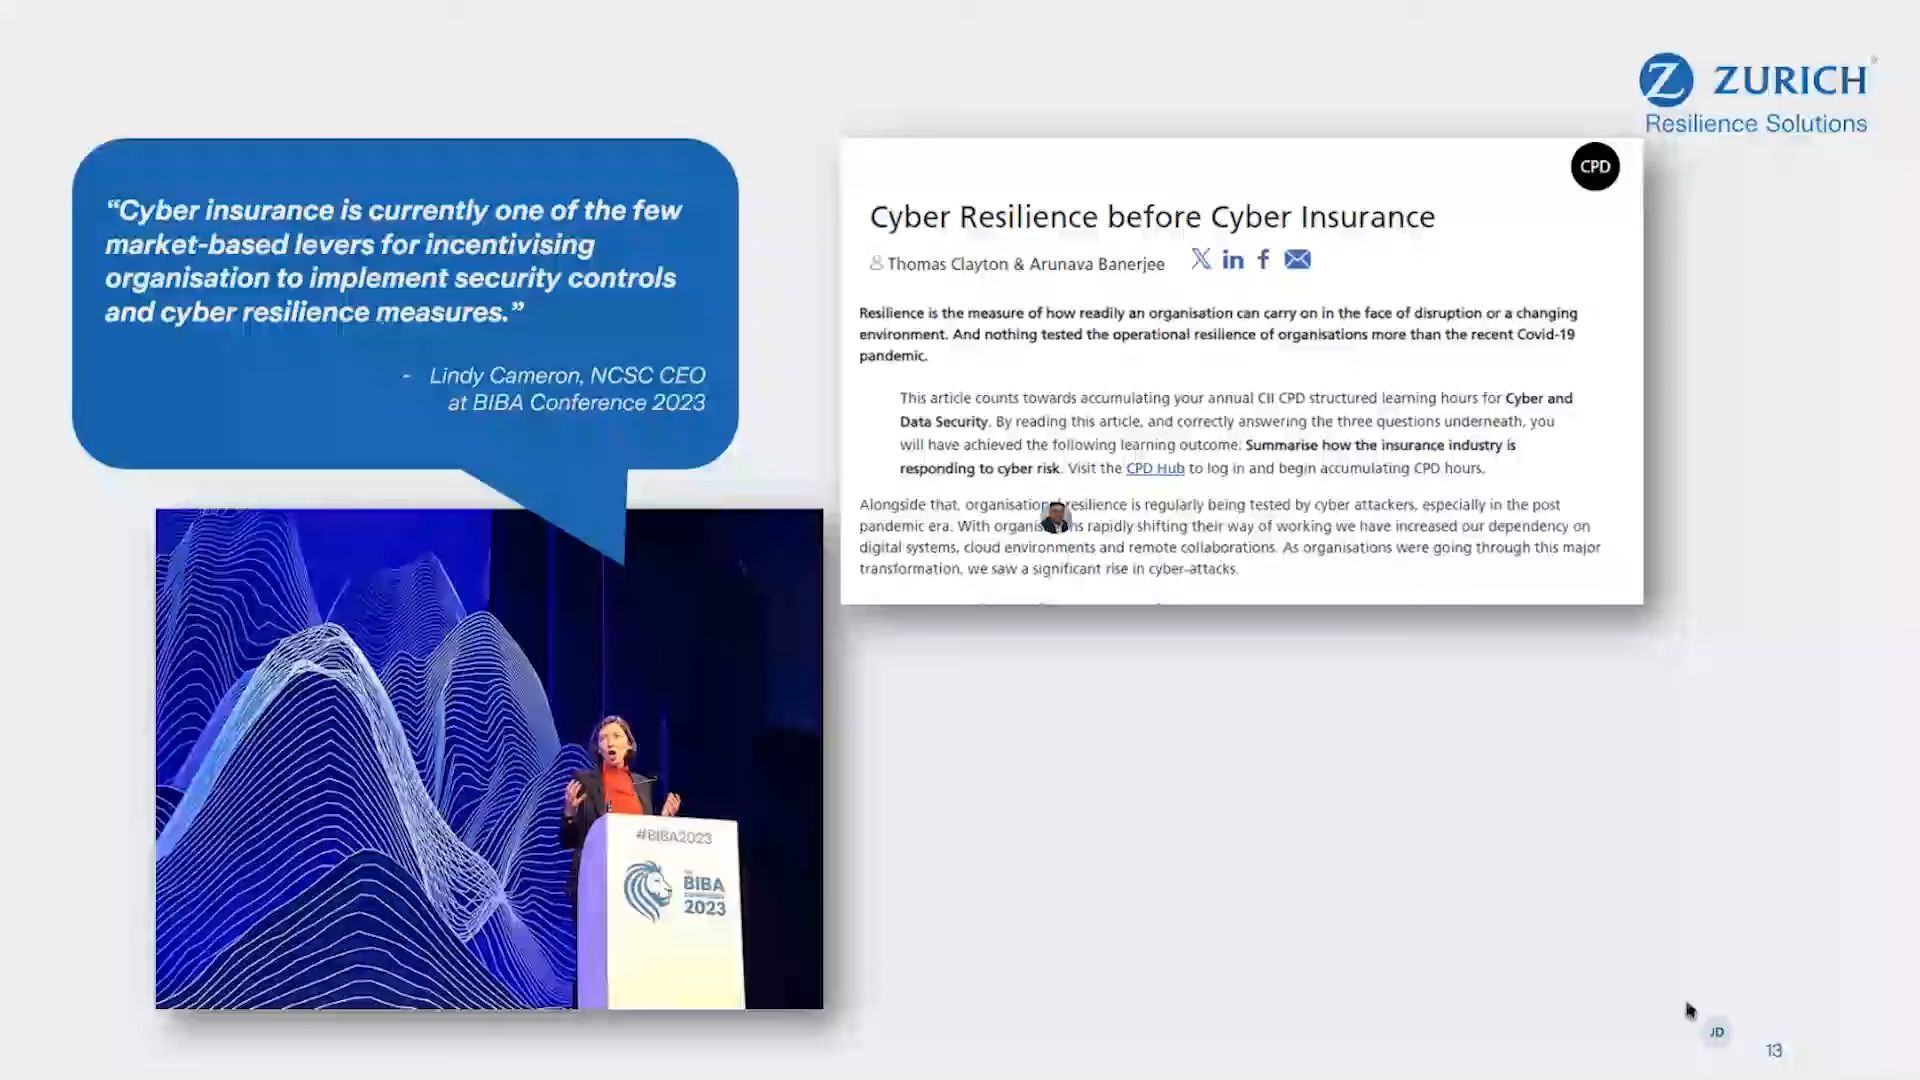 ZURICH
Resilience Solutions
“Cyber insurance is currently one of the few
market-based levers for incentivising
organisation to implement security controls
and cyber resilience measures.”
- Lindy Cameron, NCSC CEO
at BIBA Conference 2023
CPD
Cyber Resilience before Cyber Insurance
Thomas Clayton & Arunava Banerjee
Resilience is the measure of how readily an organisation can carry on in the face of disruption or a changing
environment. And nothing tested the operational resilience of organisations more than the recent Covid-19
pandemic.
This article counts towards accumulating your annual CII CPD structured learning hours for Cyber and
Data Security. By reading this article, and correctly answering the three questions underneath, you
will have achieved the following learning outcome: Summarise how the insurance industry is
responding to cyber risk. Visit the CPD Hub to log in and begin accumulating CPD hours.
Alongside that, organisational resilience is regularly being tested by cyber attackers, especially in the post
pandemic era. With organisations rapidly shifting their way of working we have increased our dependency on
digital systems, cloud environments and remote collaborations. As organisations were going through this major
transformation, we saw a significant rise in cyber-attacks.
#BIBA2023
BIBA
2023
JD
13